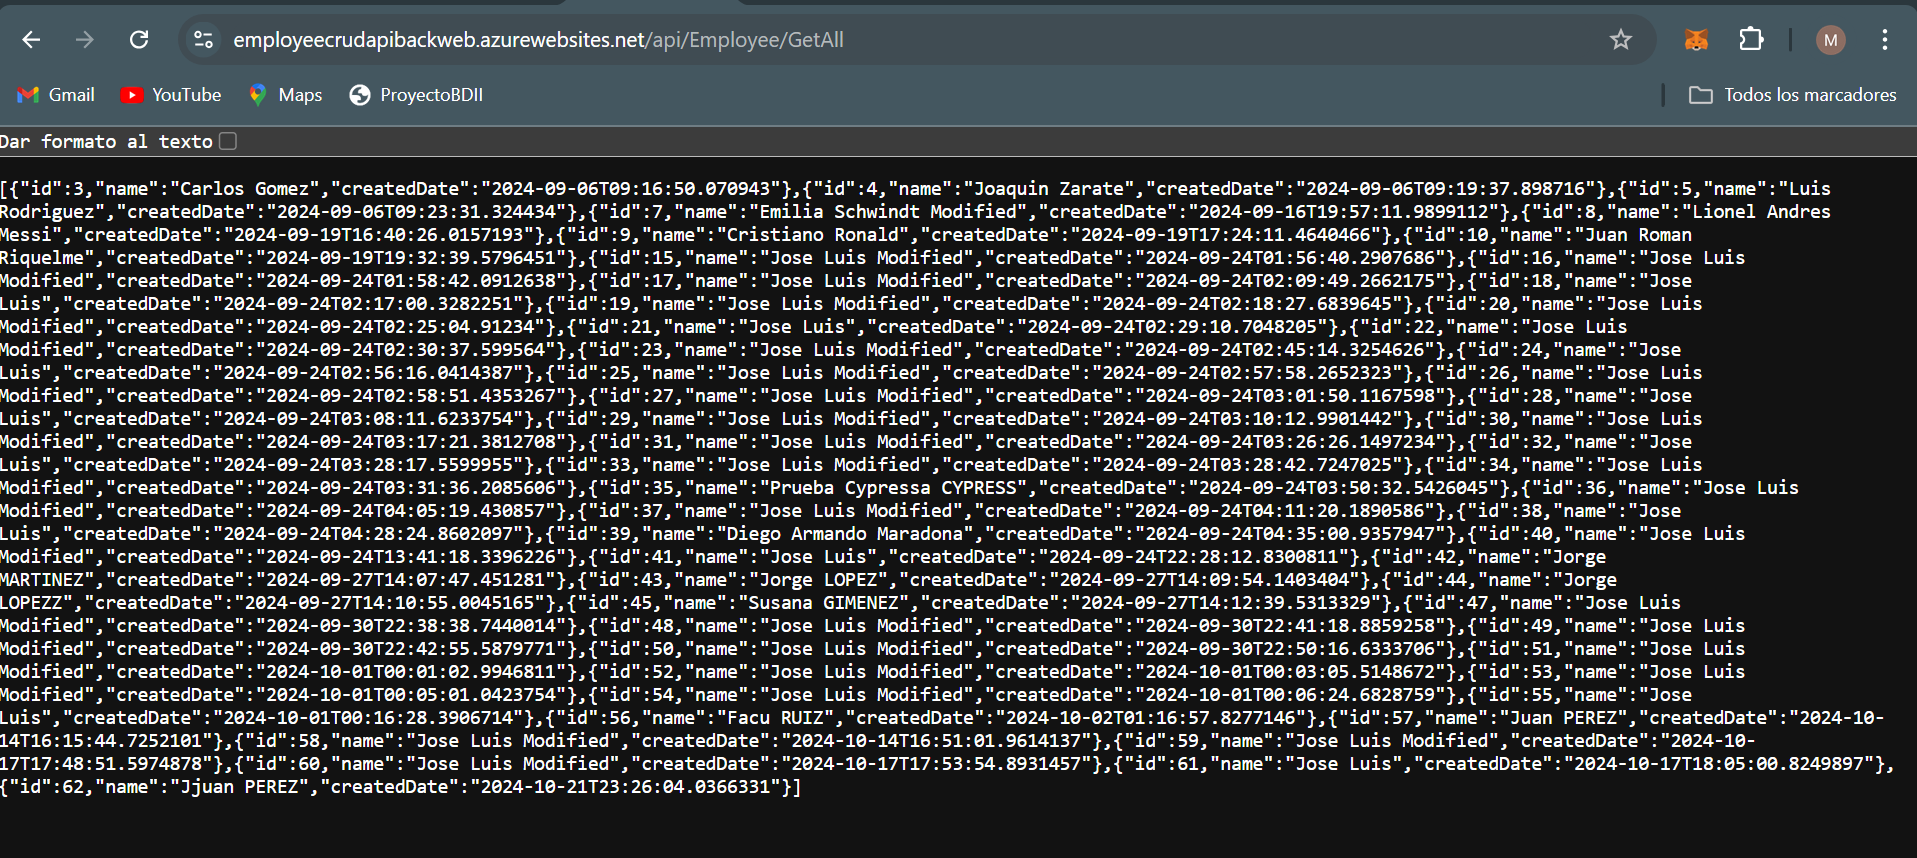 employeecrudapibackweb.azurewebsites.net/api/Employee/GetAll
M
Gmail YouTube Maps ProyectoBDII Todos los marcadores
Dar formato al texto
[{"id":3,"name":"Carlos Gomez","createdDate":"2024-09-06T09:16:50.070943"},{"id":4,"name":"Joaquin Zarate","createdDate":"2024-09-06T09:19:37.898716"},{"id":5,"name":"Luis
Rodriguez","createdDate":"2024-09-06T09:23:31.324434"},{"id":7,"name":"Emilia Schwindt Modified","createdDate":"2024-09-16T19:57:11.9899112"},{"id":8,"name":"Lionel Andres
Messi","createdDate":"2024-09-19T16:40:26.0157193"},{"id":9,"name":"Cristiano Ronald","createdDate":"2024-09-19T17:24:11.4640466"},{"id":10,"name":"Juan Roman
Riquelme","createdDate":"2024-09-19T19:32:39.5796451"},{"id":15,"name":"Jose Luis Modified","createdDate":"2024-09-24T01:56:40.2907686"},{"id":16,"name":"Jose Luis
Modified","createdDate":"2024-09-24T01:58:42.0912638"},{"id":17,"name":"Jose Luis Modified","createdDate":"2024-09-24T02:09:49.2662175"},{"id":18,"name":"Jose
Luis","createdDate":"2024-09-24T02:17:00.3282251"},{"id":19,"name":"Jose Luis Modified","createdDate":"2024-09-24T02:18:27.6839645"},{"id":20,"name":"Jose Luis
Modified","createdDate":"2024-09-24T02:25:04.91234"},{"id":21,"name":"Jose Luis","createdDate":"2024-09-24T02:29:10.7048205"},{"id":22,"name":"Jose Luis
Modified","createdDate":"2024-09-24T02:30:37.599564"},{"id":23,"name":"Jose Luis Modified","createdDate":"2024-09-24T02:45:14.3254626"},{"id":24,"name":"Jose
Luis","createdDate":"2024-09-24T02:56:16.0414387"},{"id":25,"name":"Jose Luis Modified","createdDate":"2024-09-24T02:57:58.2652323"},{"id":26,"name":"Jose Luis
Modified","createdDate":"2024-09-24T02:58:51.4353267"},{"id":27,"name":"Jose Luis Modified","createdDate":"2024-09-24T03:01:50.1167598"},{"id":28,"name":"Jose
Luis","createdDate":"2024-09-24T03:08:11.6233754"},{"id":29,"name":"Jose Luis Modified","createdDate":"2024-09-24T03:10:12.9901442"},{"id":30,"name":"Jose Luis
Modified","createdDate":"2024-09-24T03:17:21.3812708"},{"id":31,"name":"Jose Luis Modified","createdDate":"2024-09-24T03:26:26.1497234"},{"id":32,"name":"Jose
Luis","createdDate":"2024-09-24T03:28:17.5599955"},{"id":33,"name":"Jose Luis Modified","createdDate":"2024-09-24T03:28:42.7247025"},{"id":34,"name":"Jose Luis
Modified","createdDate":"2024-09-24T03:31:36.2085606"},{"id":35,"name":"Prueba Cypressa CYPRESS","createdDate":"2024-09-24T03:50:32.5426045"},{"id":36,"name":"Jose Luis
Modified","createdDate":"2024-09-24T04:05:19.430857"},{"id":37,"name":"Jose Luis Modified","createdDate":"2024-09-24T04:11:20.1890586"},{"id":38,"name":"Jose
Luis","createdDate":"2024-09-24T04:28:24.8602097"},{"id":39,"name":"Diego Armando Maradona","createdDate":"2024-09-24T04:35:00.9357947"},{"id":40,"name":"Jose Luis
Modified","createdDate":"2024-09-24T13:41:18.3396226"},{"id":41,"name":"Jose Luis","createdDate":"2024-09-24T22:28:12.8300811"},{"id":42,"name":"Jorge
MARTINEZ","createdDate":"2024-09-27T14:07:47.451281"},{"id":43,"name":"Jorge LOPEZ","createdDate":"2024-09-27T14:09:54.1403404"},{"id":44,"name":"Jorge
LOPEZZ","createdDate":"2024-09-27T14:10:55.0045165"},{"id":45,"name":"Susana GIMENEZ","createdDate":"2024-09-27T14:12:39.5313329"},{"id":47,"name":"Jose Luis
Modified","createdDate":"2024-09-30T22:38:38.7440014"},{"id":48,"name":"Jose Luis Modified","createdDate":"2024-09-30T22:41:18.8859258"},{"id":49,"name":"Jose Luis
Modified","createdDate":"2024-09-30T22:42:55.5879771"},{"id":50,"name":"Jose Luis Modified","createdDate":"2024-09-30T22:50:16.6333706"},{"id":51,"name":"Jose Luis
Modified","createdDate":"2024-10-01T00:01:02.9946811"},{"id":52,"name":"Jose Luis Modified","createdDate":"2024-10-01T00:03:05.5148672"},{"id":53,"name":"Jose Luis
Modified","createdDate":"2024-10-01T00:05:01.0423754"},{"id":54,"name":"Jose Luis Modified","createdDate":"2024-10-01T00:06:24.6828759"},{"id":55,"name":"Jose
Luis","createdDate":"2024-10-01T00:16:28.3906714"},{"id":56,"name":"Facu RUIZ","createdDate":"2024-10-02T01:16:57.8277146"},{"id":57,"name":"Juan PEREZ","createdDate":"2024-10-
14T16:15:44.7252101"},{"id":58,"name":"Jose Luis Modified","createdDate":"2024-10-14T16:51:01.9614137"},{"id":59,"name":"Jose Luis Modified","createdDate":"2024-10-
17T17:48:51.5974878"},{"id":60,"name":"Jose Luis Modified","createdDate":"2024-10-17T17:53:54.8931457"},{"id":61,"name":"Jose Luis","createdDate":"2024-10-17T18:05:00.8249897"},
{"id":62,"name":"Jjuan PEREZ","createdDate":"2024-10-21T23:26:04.0366331"}]